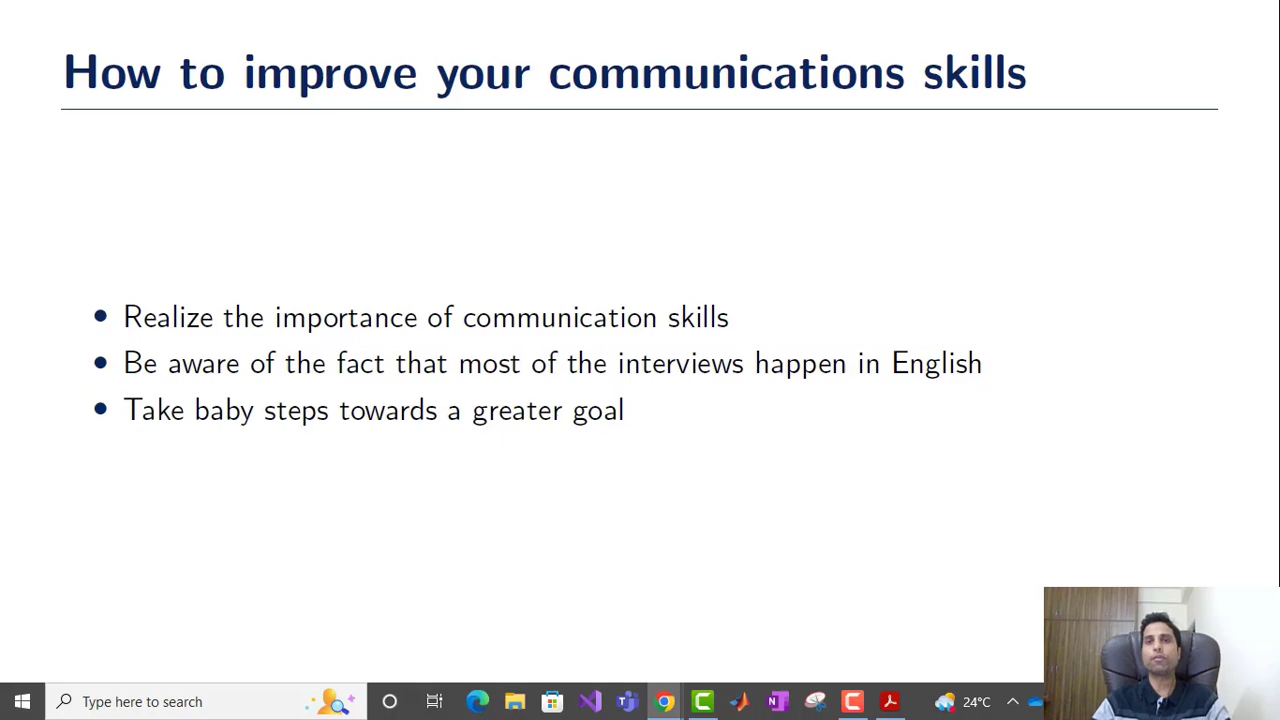 How to improve your communications skills
• Realize the importance of communication skills
• Be aware of the fact that most of the interviews happen in English
• Take baby steps towards a greater goal
Type here to search
24°C